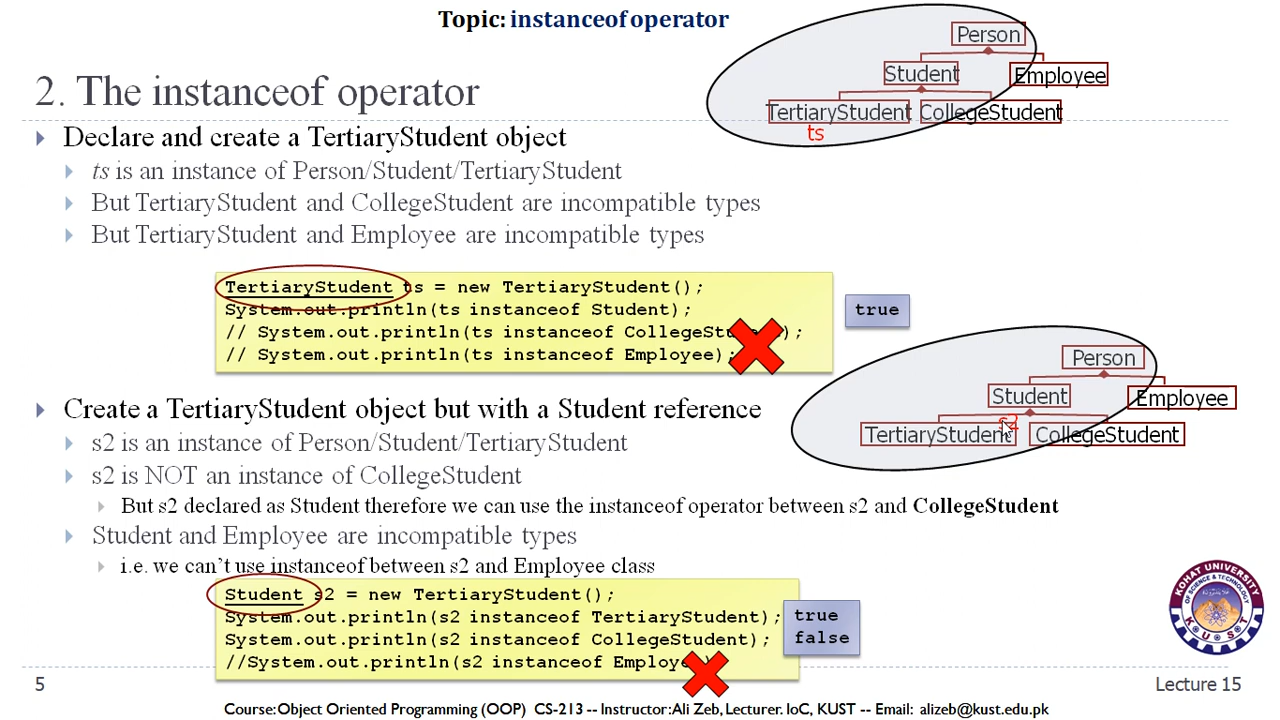 Topic: instanceof operator
Person
Student
Employee
TertiaryStudent
CollegeStudent
ts
2. The instanceof operator
Declare and create a TertiaryStudent object
ts is an instance of Person/Student/TertiaryStudent
But TertiaryStudent and CollegeStudent are incompatible types
But TertiaryStudent and Employee are incompatible types
TertiaryStudent ts = new TertiaryStudent();
System.out.println(ts instanceof Student);
// System.out.println(ts instanceof CollegeStudent);
// System.out.println(ts instanceof Employee);
true
Person
Student
Employee
s2
TertiaryStudent
CollegeStudent
Create a TertiaryStudent object but with a Student reference
s2 is an instance of Person/Student/TertiaryStudent
s2 is NOT an instance of CollegeStudent
But s2 declared as Student therefore we can use the instanceof operator between s2 and CollegeStudent
Student and Employee are incompatible types
i.e. we can't use instanceof between s2 and Employee class
Student s2 = new TertiaryStudent();
System.out.println(s2 instanceof TertiaryStudent);
System.out.println(s2 instanceof CollegeStudent);
//System.out.println(s2 instanceof Employee)
true
false
KOHAT UNIVERSITY
OF SCIENCE & TECHNOLOGY
K U S T
5
Lecture 15
Course: Object Oriented Programming (OOP) CS-213 -- Instructor: Ali Zeb, Lecturer. IoC, KUST -- Email: alizeb@kust.edu.pk